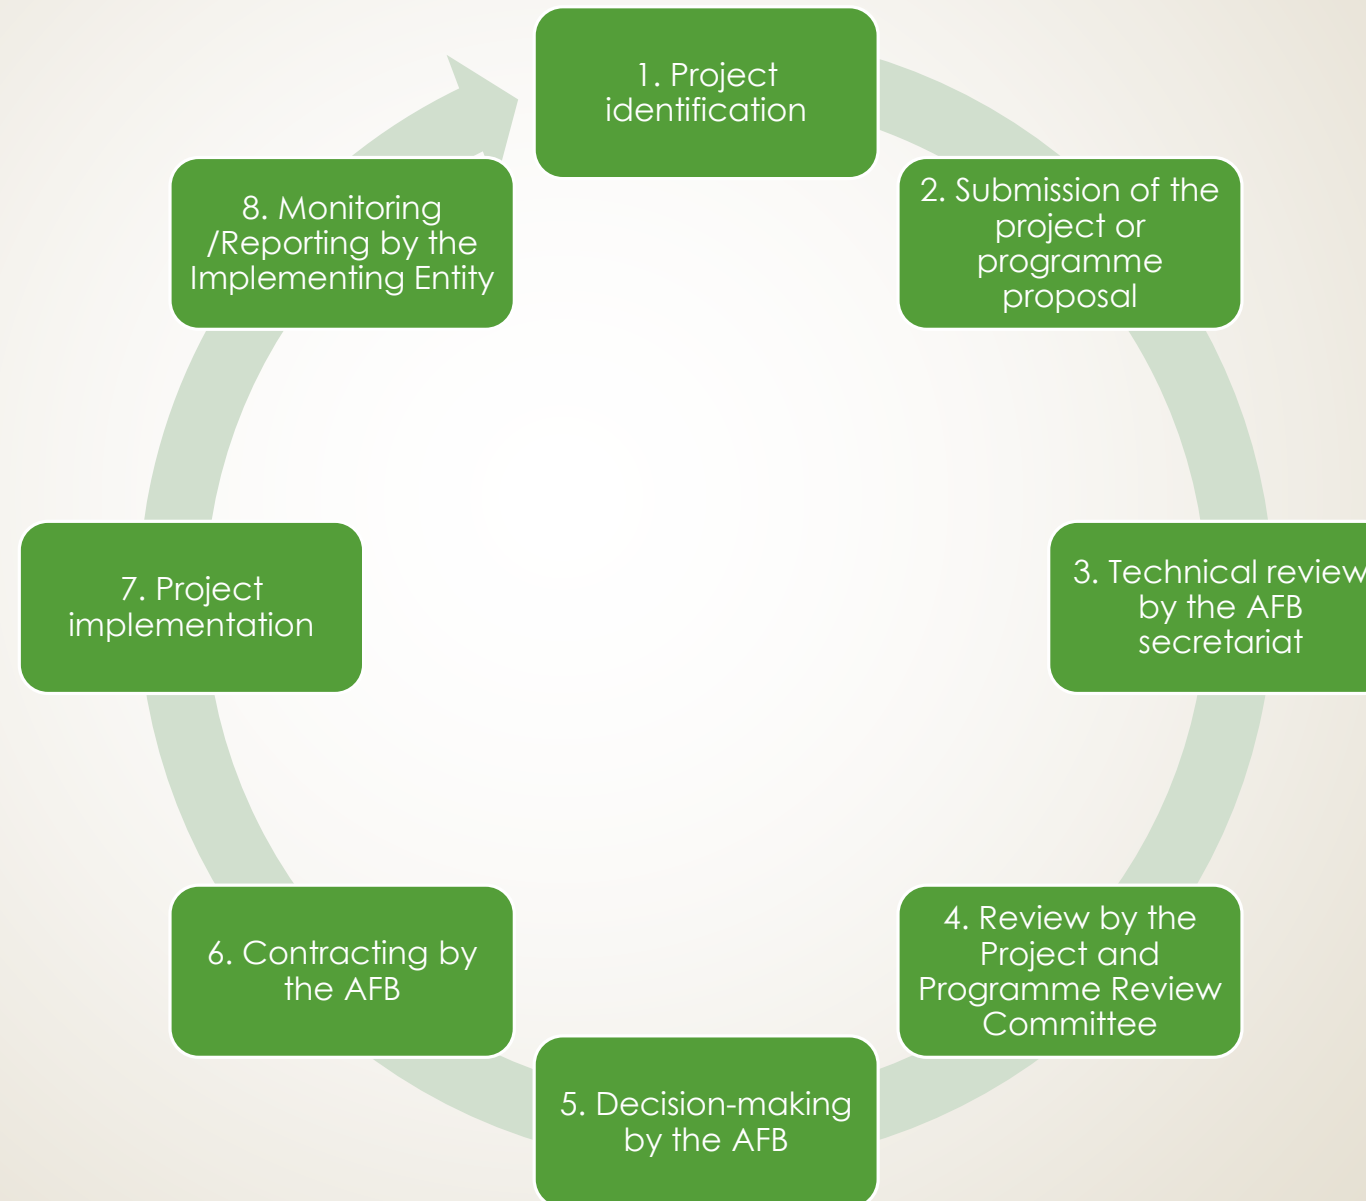 1. Project
identification
2. Submission of the
project or
programme
proposal
3. Technical review
by the AFB
secretariat
4. Review by the
Project and
Programme Review
Committee
5. Decision-making
by the AFB
6. Contracting by
the AFB
7. Project
implementation
8. Monitoring
/Reporting by the
Implementing Entity